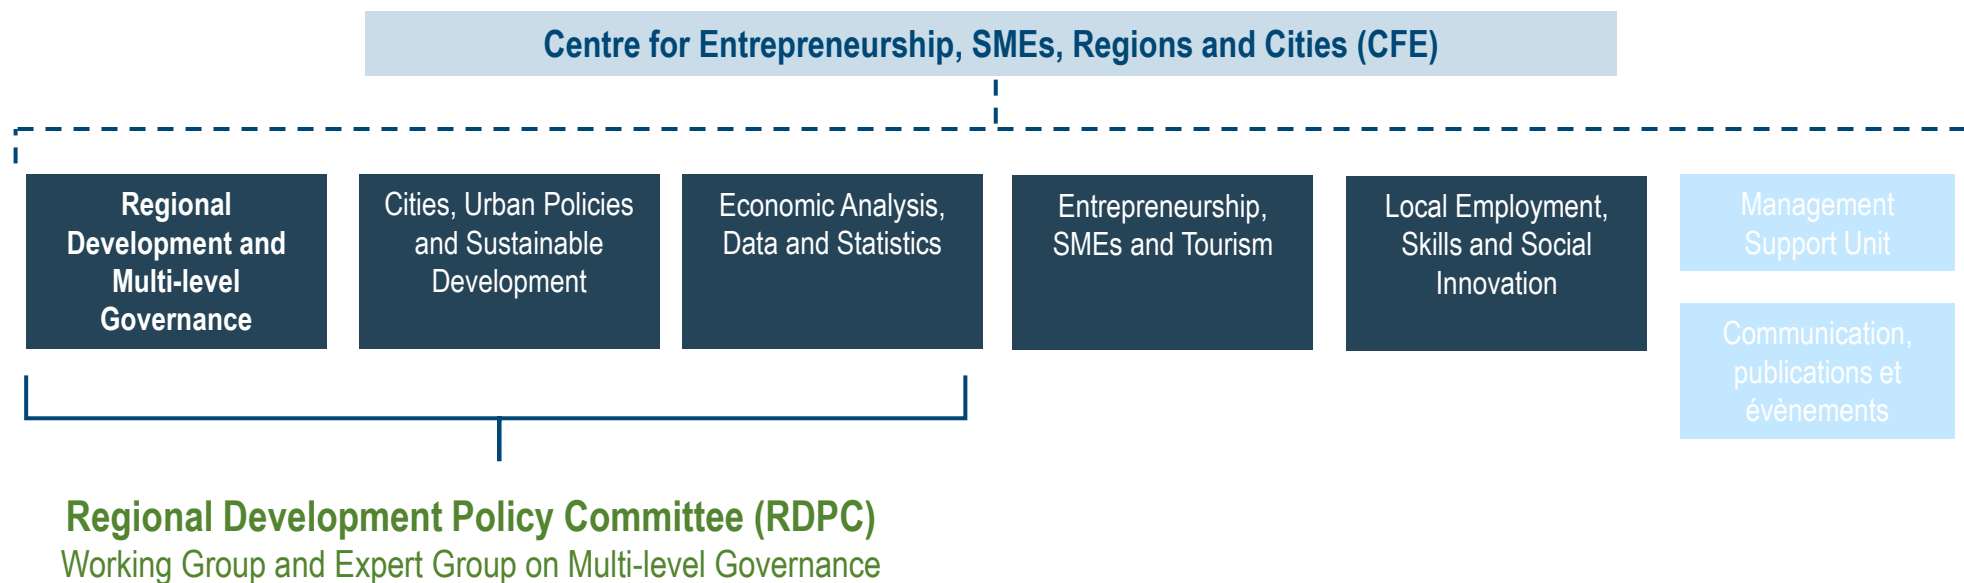 Centre for Entrepreneurship, SMEs, Regions and Cities (CFE)
Regional
Development and
Multi-level
Governance
Cities, Urban Policies
and Sustainable
Development
Economic Analysis,
Data and Statistics
Entrepreneurship,
SMEs and Tourism
Local Employment,
Skills and Social
Innovation
Management
Support Unit
Communication,
publications et
évènements
Regional Development Policy Committee (RDPC)
Working Group and Expert Group on Multi-level Governance